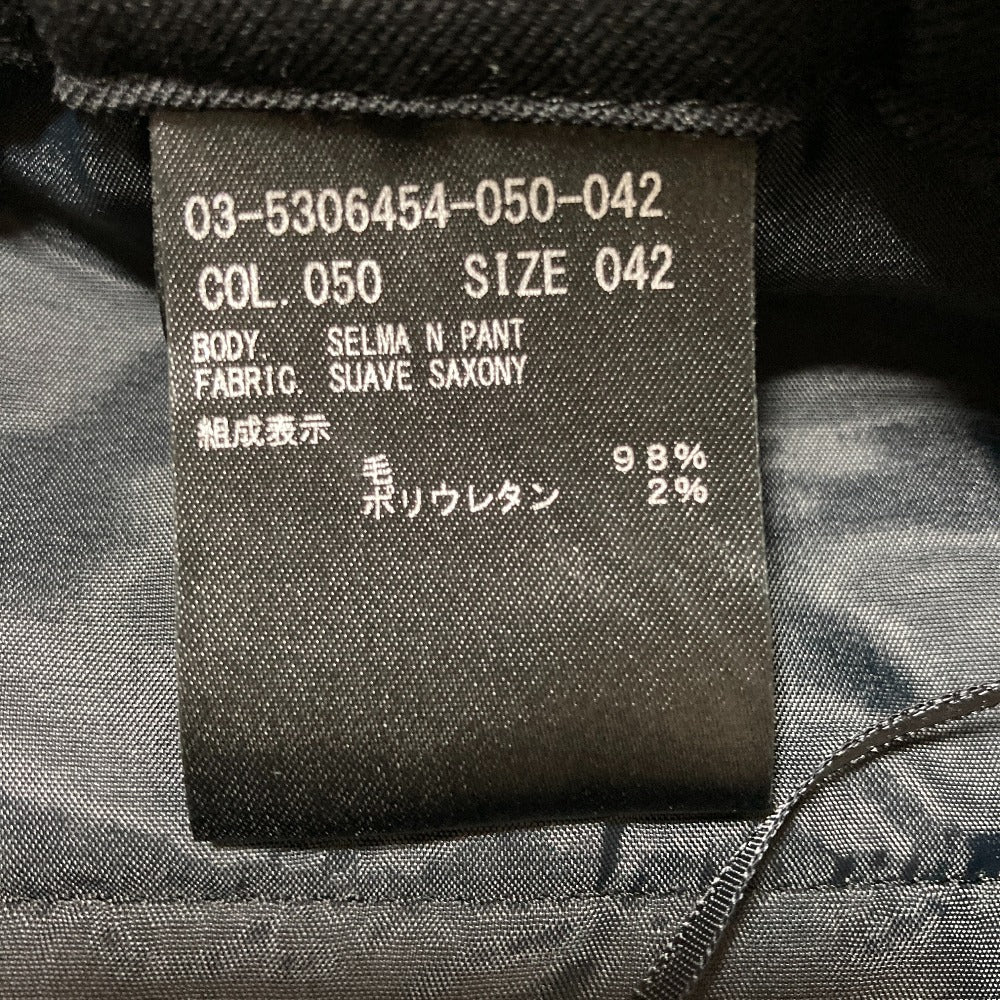 03-5306454-050-042
COL. 050 SIZE 042
BODY. SELMA N PANT
FABRIC. SUAVE SAXONY
組成表示
毛 98%
ポリウレタン 2%